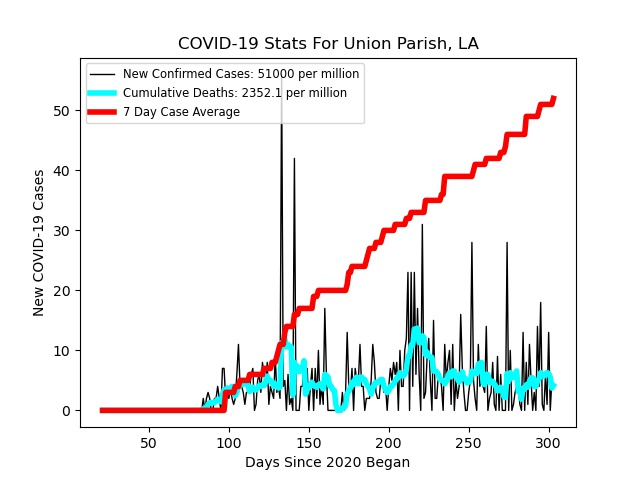 COVID-19 Stats For Union Parish, LA
New Confirmed Cases: 51000 per million
Cumulative Deaths: 2352.1 per million
7 Day Case Average
New COVID-19 Cases
50
40
30
20
10
0
50
100
150
200
250
300
Days Since 2020 Began